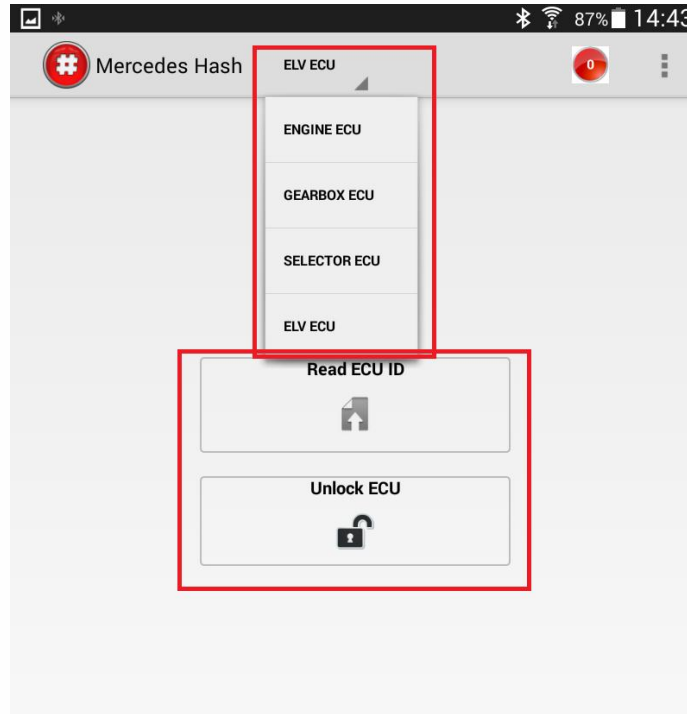 87% 14:43
# Mercedes Hash ELV ECU 0
ENGINE ECU
GEARBOX ECU
SELECTOR ECU
ELV ECU
Read ECU ID
Unlock ECU